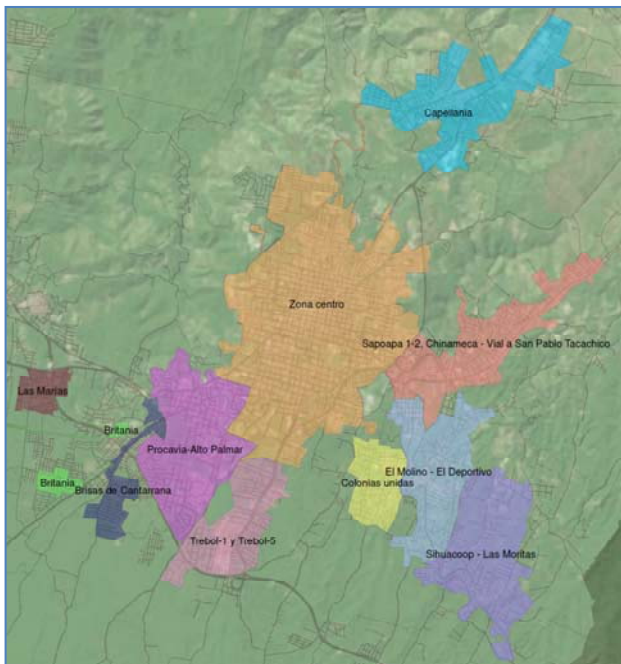 Capellania
Zona centro
Sapoapa 1-2, Chinameca - Vial a San Pablo Tacachico
Las Marias
Britania
Procavia-Alto Palmar
El Molino - El Deportivo
Britania
Colonias unidas
Brisas de Cantarrana
Trebol-1 y Trebol-5
Sihuacoop - Las Moritas